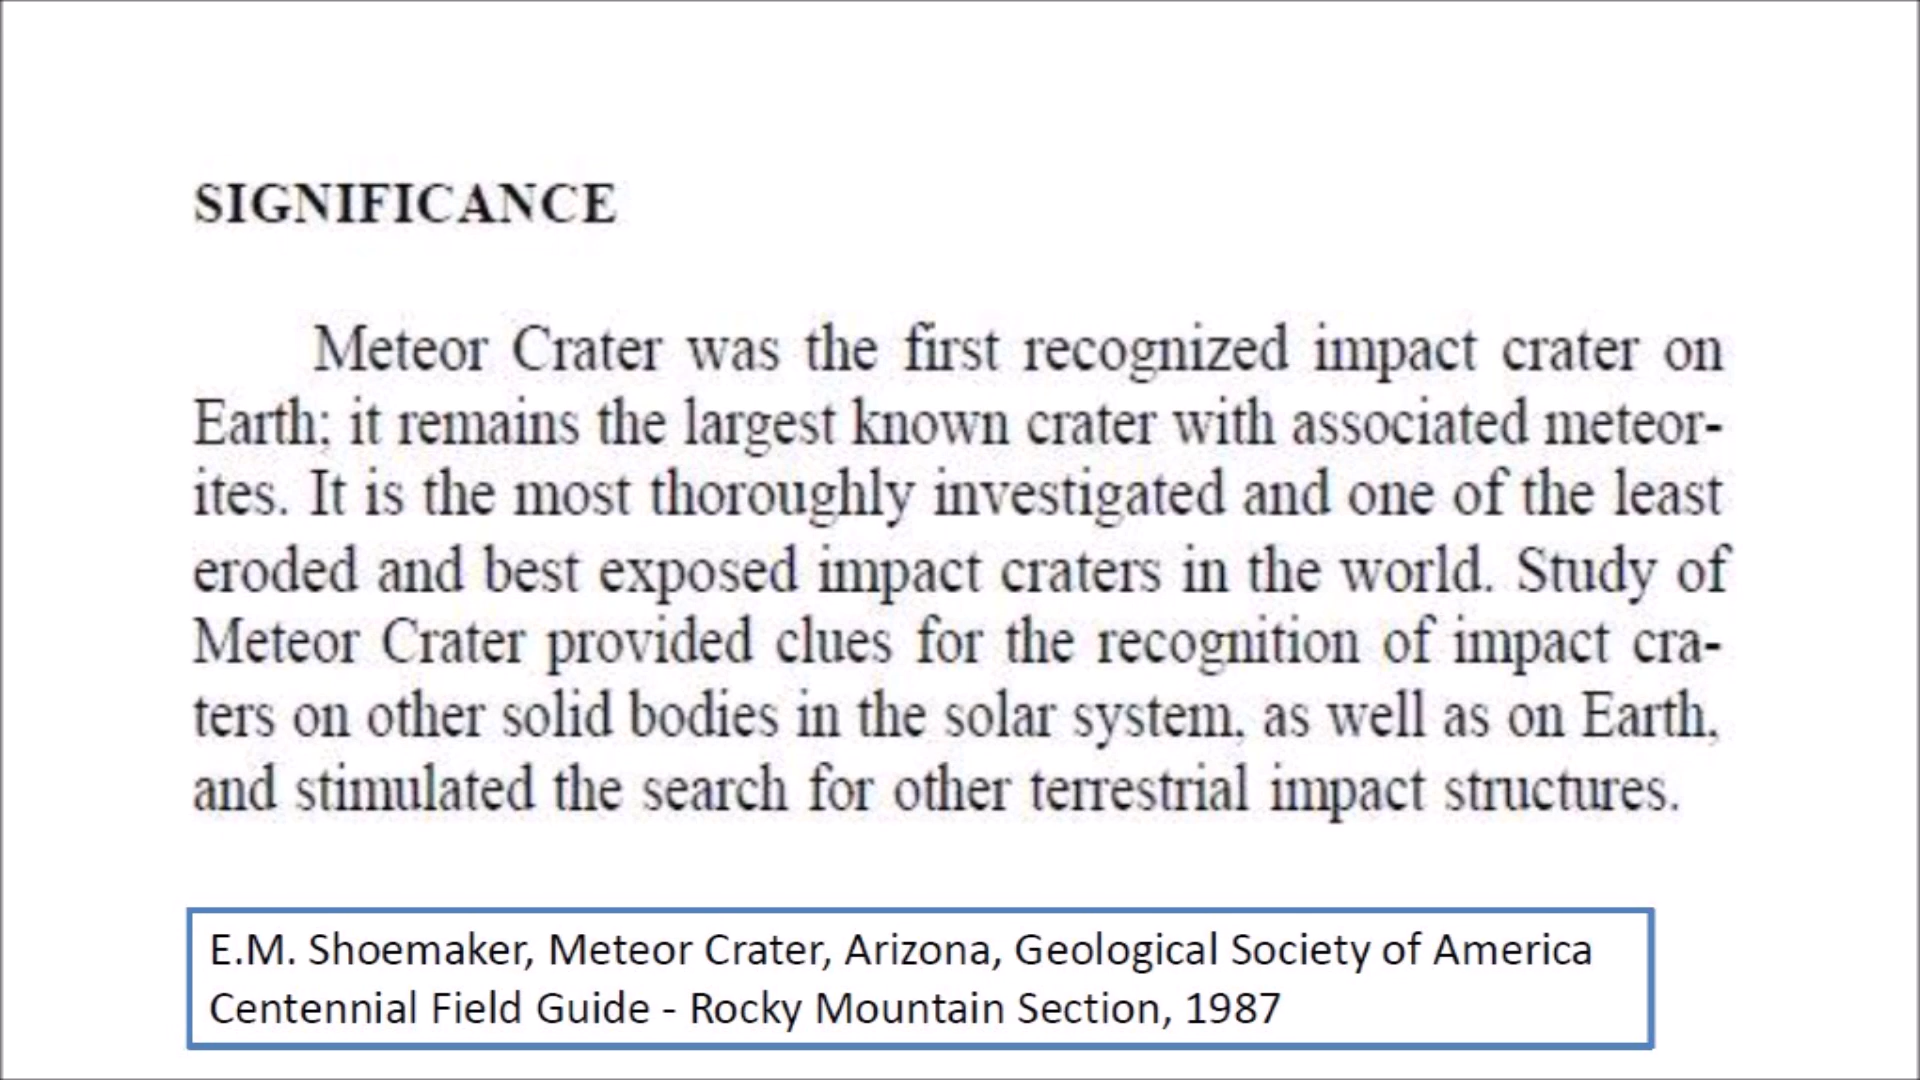 SIGNIFICANCE
Meteor Crater was the first recognized impact crater on
Earth; it remains the largest known crater with associated meteor-
ites. It is the most thoroughly investigated and one of the least
eroded and best exposed impact craters in the world. Study of
Meteor Crater provided clues for the recognition of impact cra-
ters on other solid bodies in the solar system, as well as on Earth,
and stimulated the search for other terrestrial impact structures.
E.M. Shoemaker, Meteor Crater, Arizona, Geological Society of America
Centennial Field Guide - Rocky Mountain Section, 1987